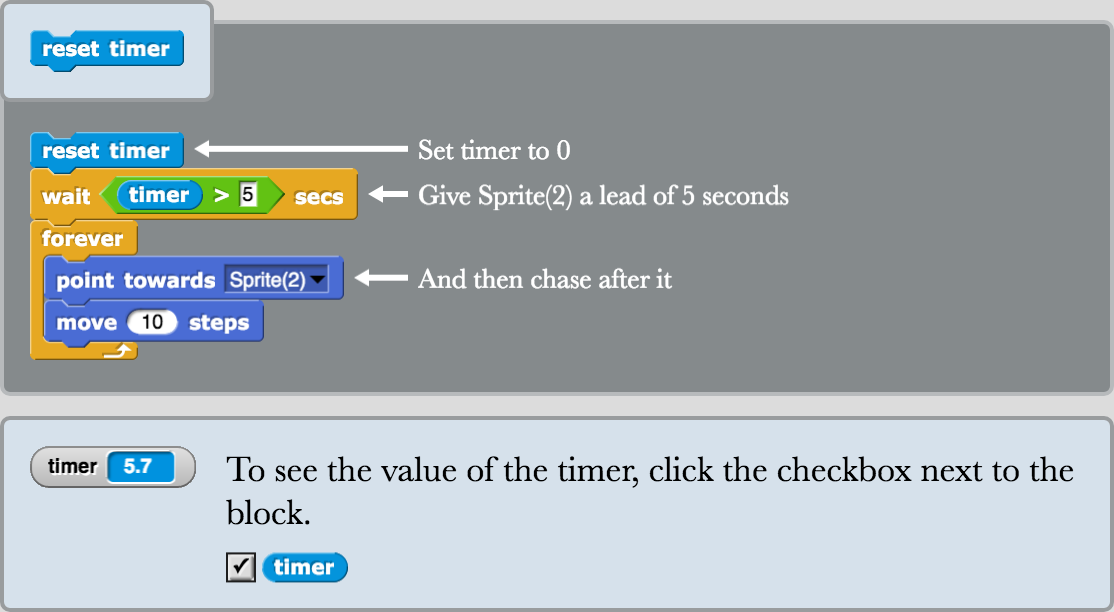 reset timer
reset timer Set timer to 0
wait timer > 5 secs Give Sprite(2) a lead of 5 seconds
forever
point towards Sprite(2) And then chase after it
move 10 steps
timer 5.7 To see the value of the timer, click the checkbox next to the
block.
timer